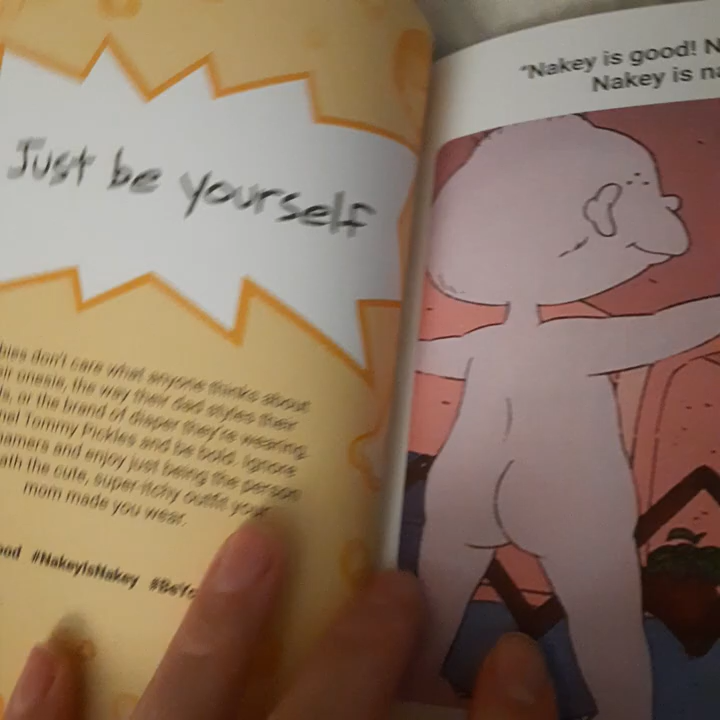 Just be yourself
don't care what anyone thinks about
onesie, the way their dad styles their
or the brand of diaper they're wearing.
Tommy Pickles and be bold. Ignore
and enjoy just being the person
the cute, super-itchy outfit your
mom made you wear.
#NakeyIsNakey
"Nakey is good! N
Nakey is na